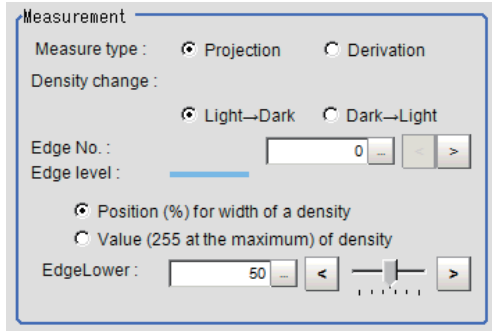 Measurement
Measure type : Projection Derivation
Density change :
Light→Dark Dark→Light
Edge No. : 0 ... < >
Edge level :
Position (%) for width of a density
Value (255 at the maximum) of density
EdgeLower : 50 ... < >